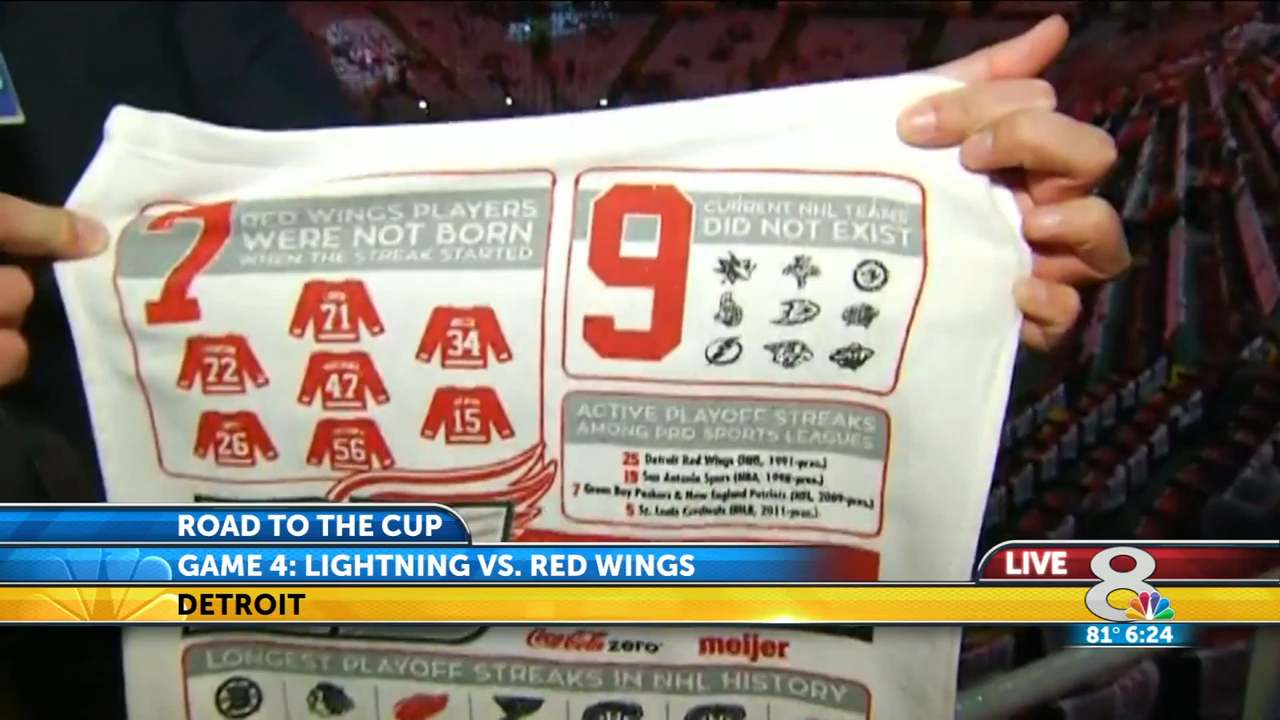 7
RED WINGS PLAYERS
WERE NOT BORN
WHEN THE STREAK STARTED
71
34
72
47
15
26
56
9
CURRENT NHL TEAMS
DID NOT EXIST
ACTIVE PLAYOFF STREAKS
AMONG PRO SPORTS LEAGUES
25 Detroit Red Wings (NHL, 1991-pres.)
19 San Antonio Spurs (NBA, 1998-pres.)
7 Green Bay Packers & New England Patriots (NFL, 2009-pres.)
5 St. Louis Cardinals (MLB, 2011-pres.)
ROAD TO THE CUP
GAME 4: LIGHTNING VS. RED WINGS
DETROIT
LIVE
8
81° 6:24
Coca-Cola zero
meijer
LONGEST PLAYOFF STREAKS IN NHL HISTORY